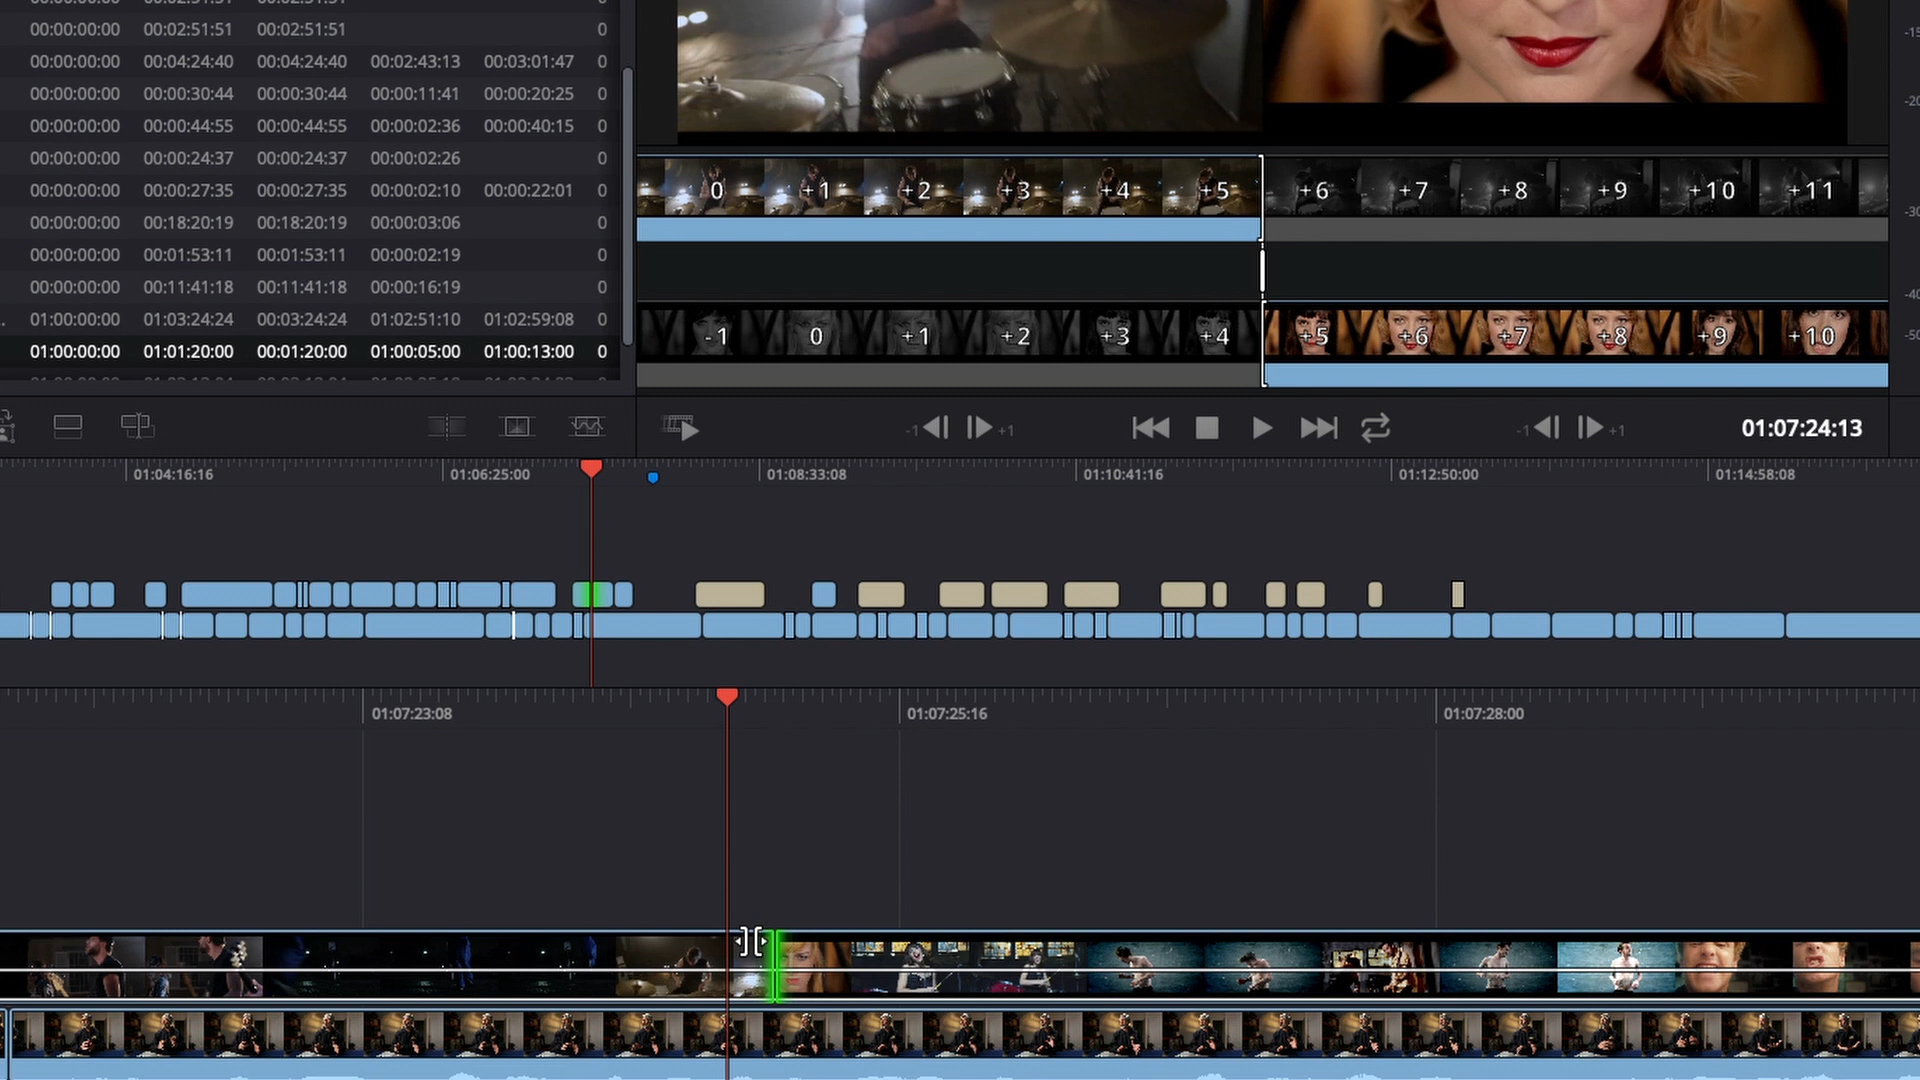 00:00:00:00 00:02:51:51 00:02:51:51 0
00:00:00:00 00:04:24:40 00:04:24:40 00:02:43:13 00:03:01:47 0
00:00:00:00 00:00:30:44 00:00:30:44 00:00:11:41 00:00:20:25 0
00:00:00:00 00:00:44:55 00:00:44:55 00:00:02:36 00:00:40:15 0
00:00:00:00 00:00:24:37 00:00:24:37 00:00:02:26 0
00:00:00:00 00:00:27:35 00:00:27:35 00:00:02:10 00:00:22:01 0
00:00:00:00 00:18:20:19 00:18:20:19 00:00:03:06 0
00:00:00:00 00:01:53:11 00:01:53:11 00:00:02:19 0
00:00:00:00 00:11:41:18 00:11:41:18 00:00:16:19 0
.. 01:00:00:00 01:03:24:24 00:03:24:24 01:02:51:10 01:02:59:08 0
01:00:00:00 01:01:20:00 00:01:20:00 01:00:05:00 01:00:13:00 0
0 +1 +2 +3 +4 +5 +6 +7 +8 +9 +10 +11
-1 0 +1 +2 +3 +4 +5 +6 +7 +8 +9 +10
-15
-20
-30
-40
-50
-1 +1 -1 +1 01:07:24:13
01:04:16:16 01:06:25:00 01:08:33:08 01:10:41:16 01:12:50:00 01:14:58:08
01:07:23:08 01:07:25:16 01:07:28:00